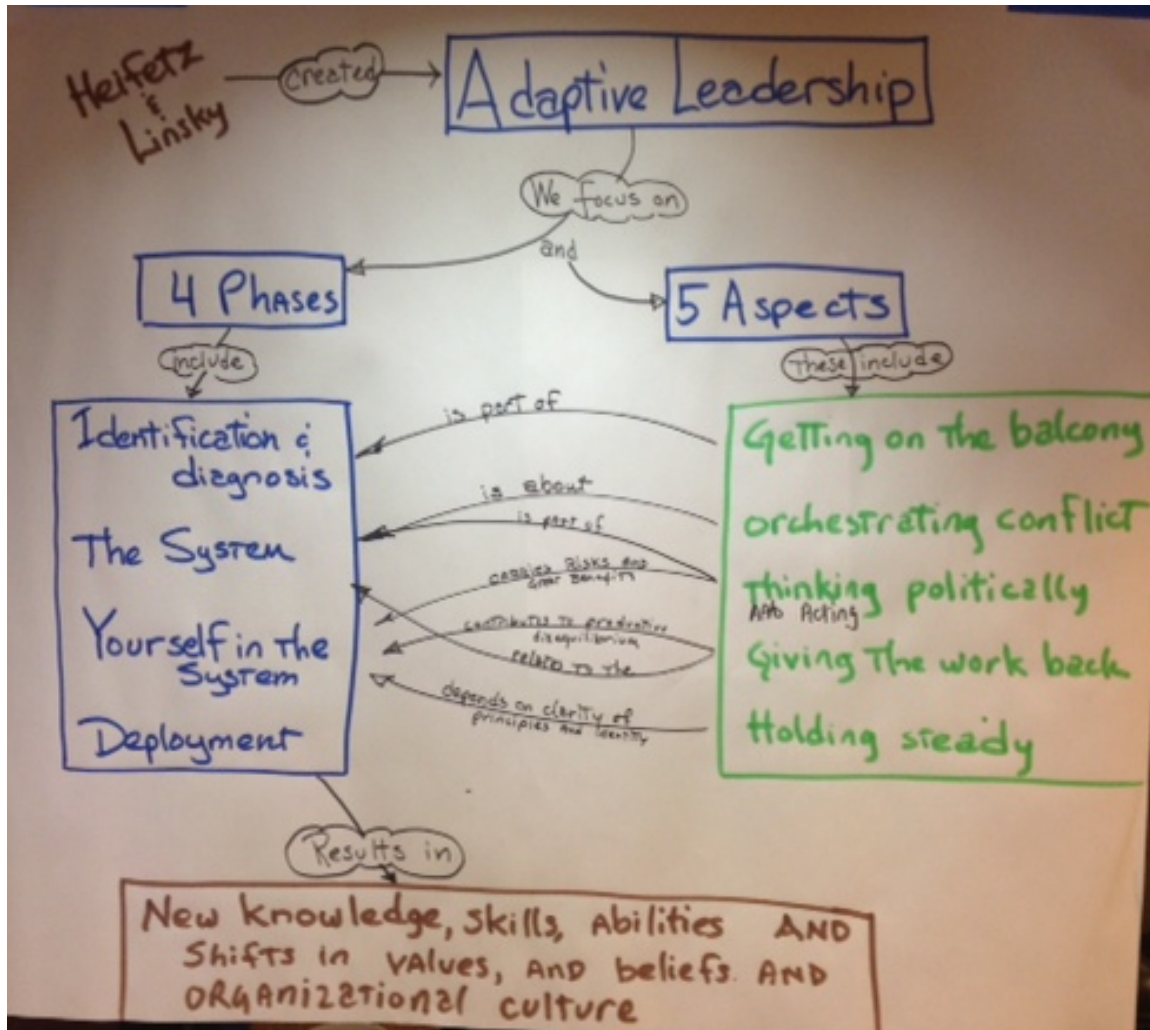 Heifetz
&
Linsky
created
Adaptive Leadership
We focus on
and
4 Phases
5 Aspects
include
These include
Identification &
diagnosis
The System
Yourself in the
System
Deployment
is part of
is about
is part of
carries Risks and
Great Benefits
contributes to productive
disequilibrium
relates to the
depends on clarity of
principles and identity
Getting on the balcony
orchestrating conflict
Thinking politically
AND Acting
Giving The work back
Holding steady
Results in
New knowledge, skills, Abilities AND
Shifts in values, AND beliefs. AND
ORGANIZATIONAL culture